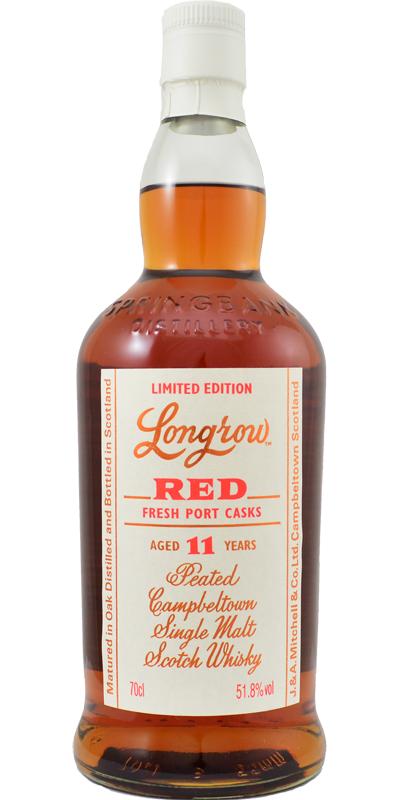 SPRINGBANK
DISTILLERY
LIMITED EDITION
Longrow™
RED
FRESH PORT CASKS
AGED 11 YEARS
Peated
Campbeltown
Single Malt
Scotch Whisky
70cl 51.8%vol
Matured in Oak Distilled and Bottled in Scotland
J.&A.Mitchell & Co.Ltd.Campbeltown Scotland